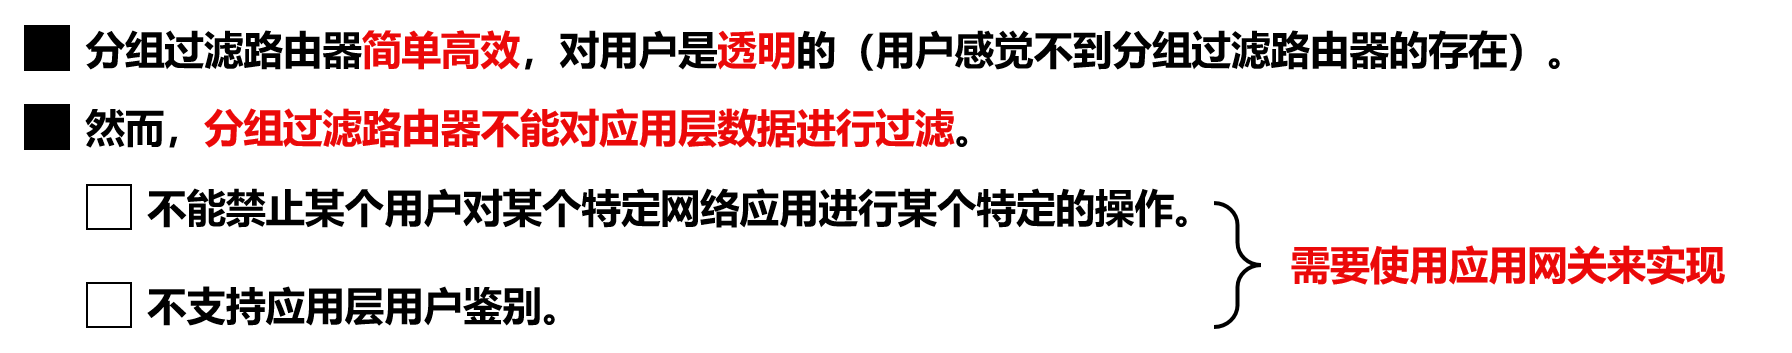 分组过滤路由器简单高效，对用户是透明的（用户感觉不到分组过滤路由器的存在）。
然而，分组过滤路由器不能对应用层数据进行过滤。
不能禁止某个用户对某个特定网络应用进行某个特定的操作。
需要使用应用网关来实现
不支持应用层用户鉴别。